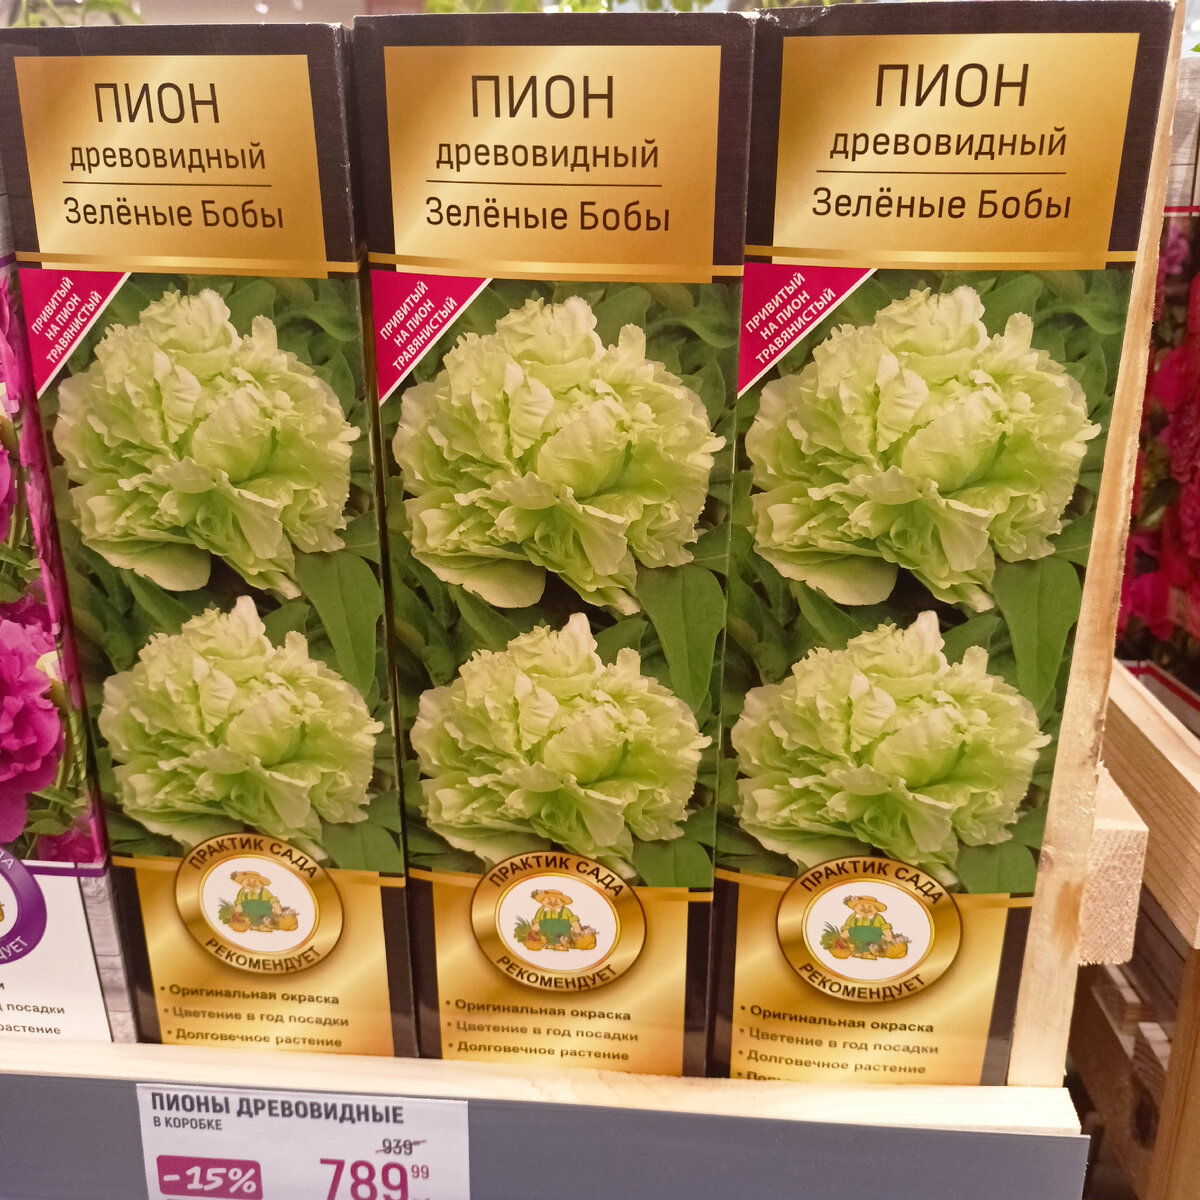 ПИОН
древовидный
Зелёные Бобы
ПРИВИТЫЙ
НА ПИОН
ТРАВЯНИСТЫЙ
ПРАКТИК САДА
РЕКОМЕНДУЕТ
• Оригинальная окраска
• Цветение в год посадки
• Долговечное растение
ПИОН
древовидный
Зелёные Бобы
ПРИВИТЫЙ
НА ПИОН
ТРАВЯНИСТЫЙ
ПРАКТИК САДА
РЕКОМЕНДУЕТ
• Оригинальная окраска
• Цветение в год посадки
• Долговечное растение
ПИОН
древовидный
Зелёные Бобы
ПРИВИТЫЙ
НА ПИОН
ТРАВЯНИСТЫЙ
ПРАКТИК САДА
РЕКОМЕНДУЕТ
• Оригинальная окраска
• Цветение в год посадки
• Долговечное растение
посадки
растение
ПИОНЫ ДРЕВОВИДНЫЕ
В КОРОБКЕ
939
-15% 789 99